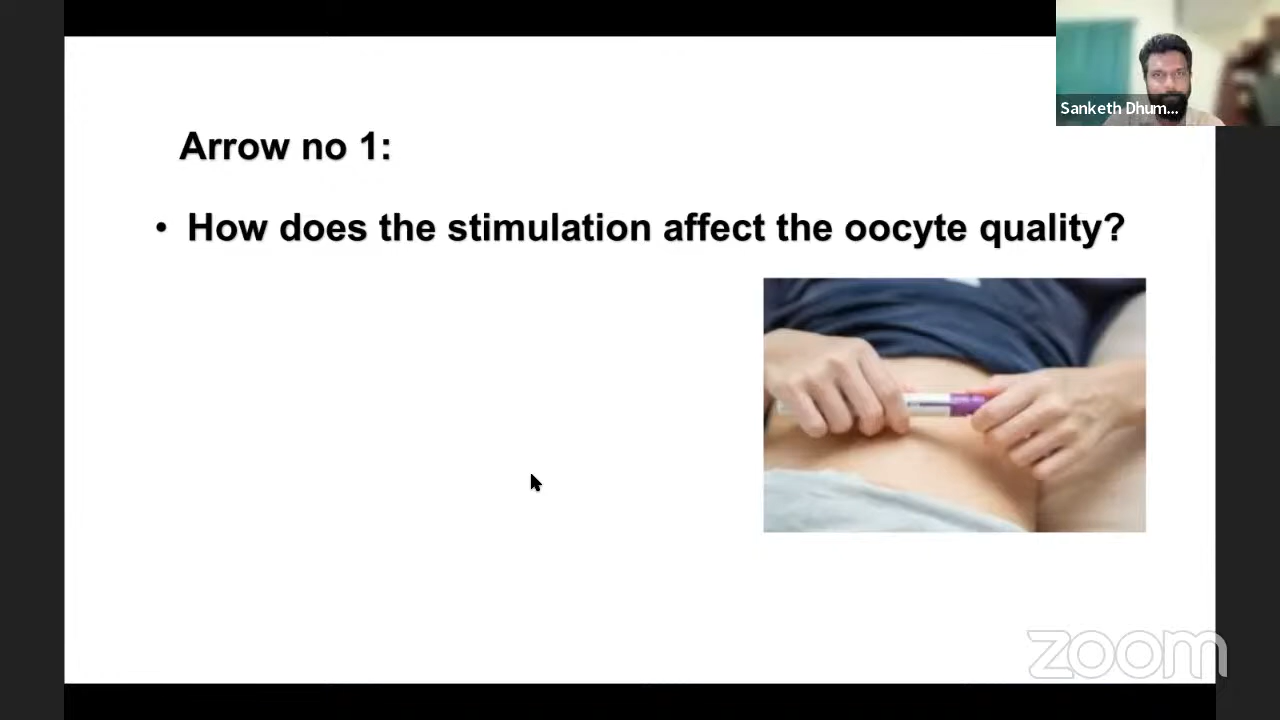 Sanketh Dhum...
Arrow no 1:
• How does the stimulation affect the oocyte quality?
zoom